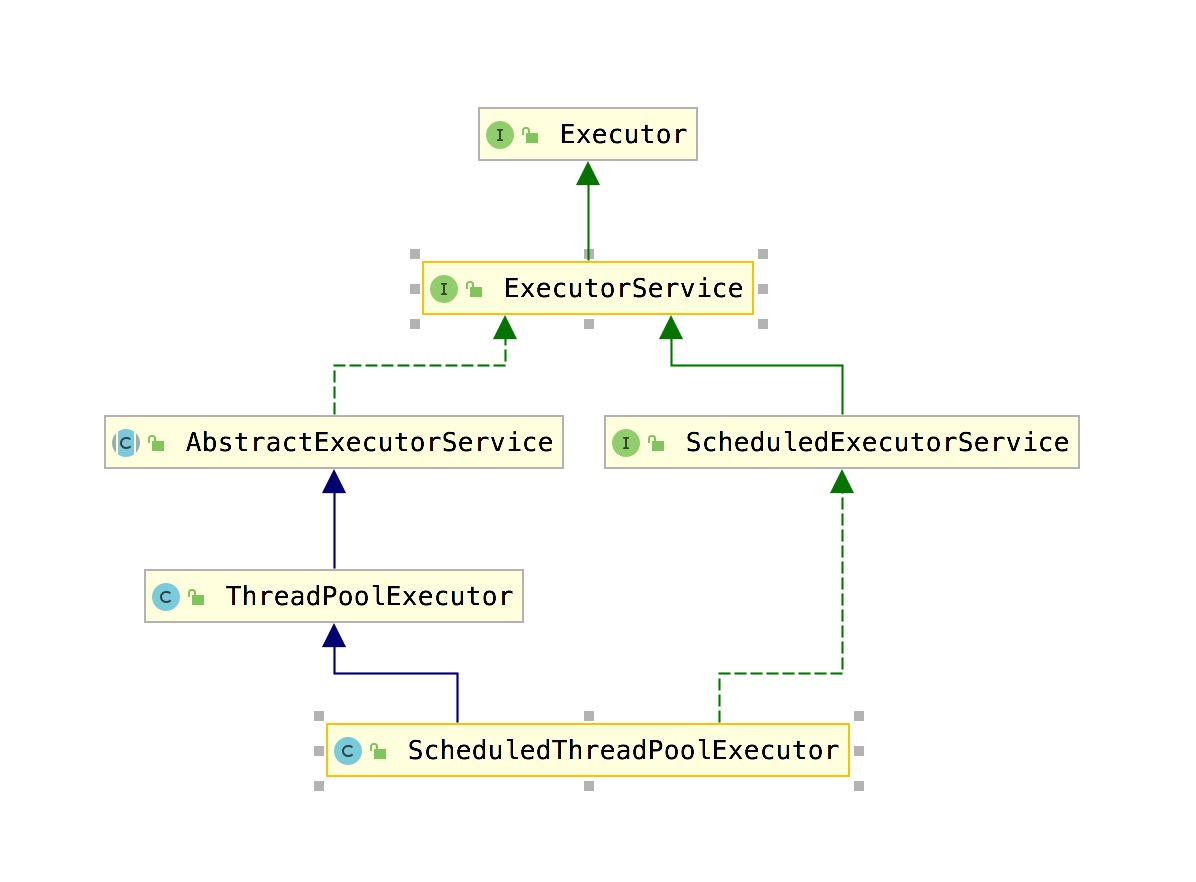 I Executor
I ExecutorService
C AbstractExecutorService
I ScheduledExecutorService
C ThreadPoolExecutor
C ScheduledThreadPoolExecutor